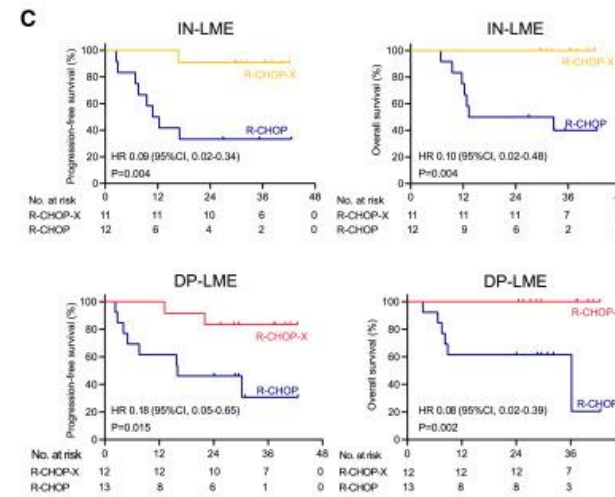 C
IN-LME
Progression-free survival (%)
100
80
60
40
20
0
R-CHOP-X
R-CHOP
HR 0.09 (95%CI, 0.02-0.34)
P=0.004
No. at risk 0 12 24 36 48
R-CHOP-X 11 11 10 6 0
R-CHOP 12 6 4 2 0
IN-LME
Overall survival (%)
100
80
60
40
20
0
R-CHOP-X
R-CHOP
HR 0.10 (95%CI, 0.02-0.48)
P=0.004
No. at risk 0 12 24 36
R-CHOP-X 11 11 11 7
R-CHOP 12 9 6 2
DP-LME
Progression-free survival (%)
100
80
60
40
20
0
R-CHOP-X
R-CHOP
HR 0.18 (95%CI, 0.05-0.65)
P=0.015
No. at risk 0 12 24 36 48
R-CHOP-X 12 12 10 7 0
R-CHOP 13 8 6 1 0
DP-LME
Overall survival (%)
100
80
60
40
20
0
R-CHOP-
R-CHOP
HR 0.08 (95%CI, 0.02-0.39)
P=0.002
No. at risk 0 12 24 36
R-CHOP-X 12 12 12 7
R-CHOP 13 8 8 3